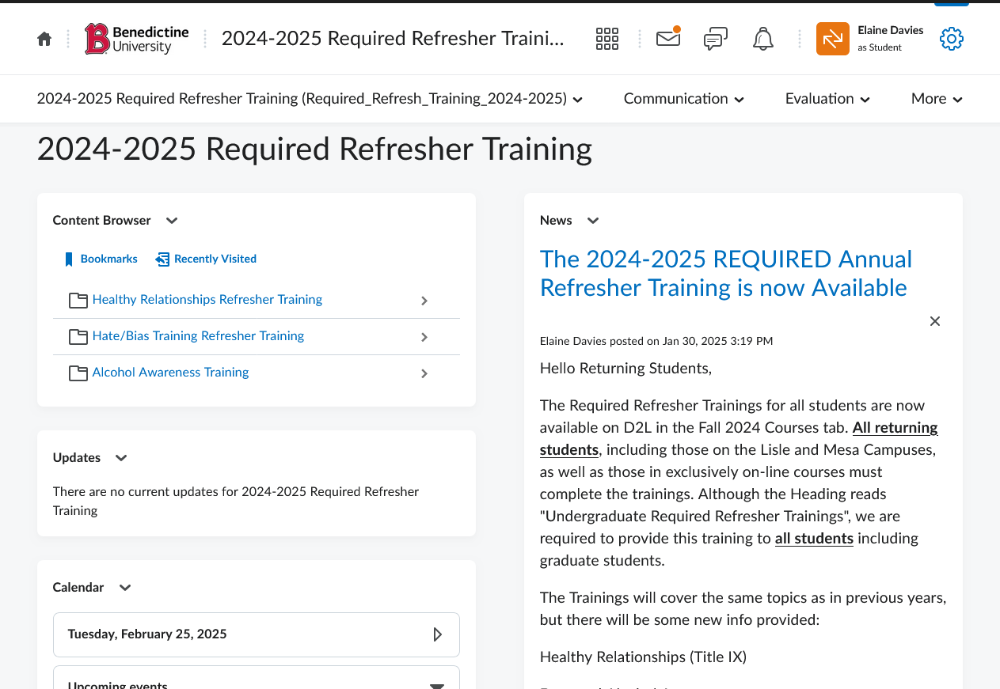 Benedictine
University
2024-2025 Required Refresher Traini...
Elaine Davies
as Student
2024-2025 Required Refresher Training (Required_Refresh_Training_2024-2025)
Communication
Evaluation
More
2024-2025 Required Refresher Training
Content Browser
Bookmarks
Recently Visited
Healthy Relationships Refresher Training
Hate/Bias Training Refresher Training
Alcohol Awareness Training
Updates
There are no current updates for 2024-2025 Required Refresher
Training
Calendar
Tuesday, February 25, 2025
Upcoming events
News
The 2024-2025 REQUIRED Annual
Refresher Training is now Available
Elaine Davies posted on Jan 30, 2025 3:19 PM
Hello Returning Students,
The Required Refresher Trainings for all students are now
available on D2L in the Fall 2024 Courses tab. All returning
students, including those on the Lisle and Mesa Campuses,
as well as those in exclusively on-line courses must
complete the trainings. Although the Heading reads
"Undergraduate Required Refresher Trainings", we are
required to provide this training to all students including
graduate students.
The Trainings will cover the same topics as in previous years,
but there will be some new info provided:
Healthy Relationships (Title IX)